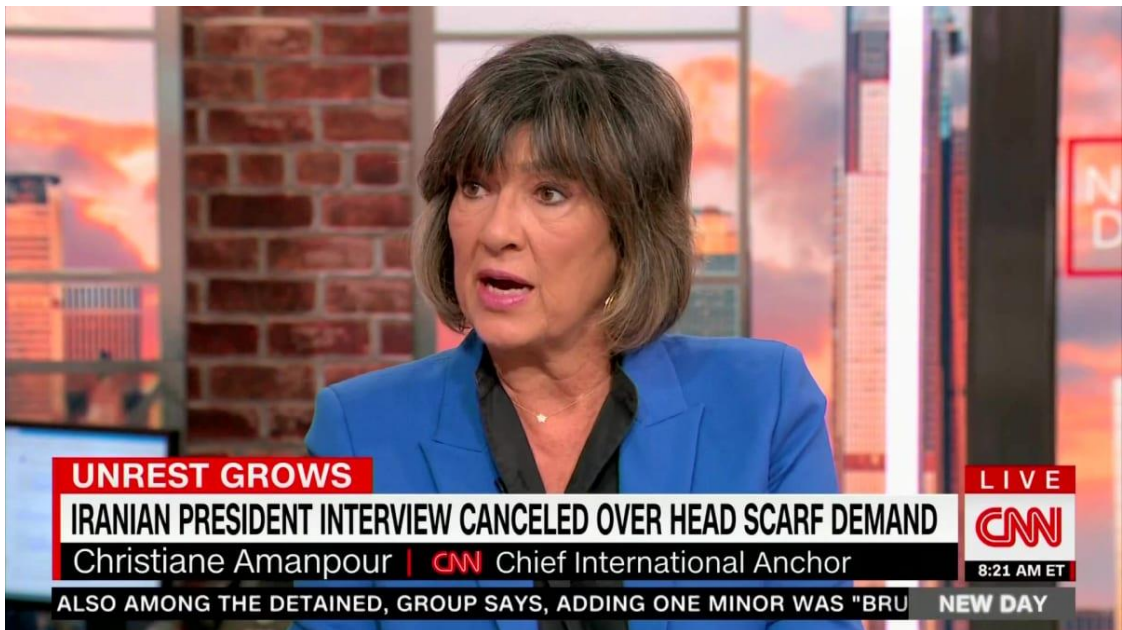 N
D
UNREST GROWS
LIVE
IRANIAN PRESIDENT INTERVIEW CANCELED OVER HEAD SCARF DEMAND
CNN
Christiane Amanpour | CNN Chief International Anchor
8:21 AM ET
ALSO AMONG THE DETAINED, GROUP SAYS, ADDING ONE MINOR WAS "BRU
NEW DAY